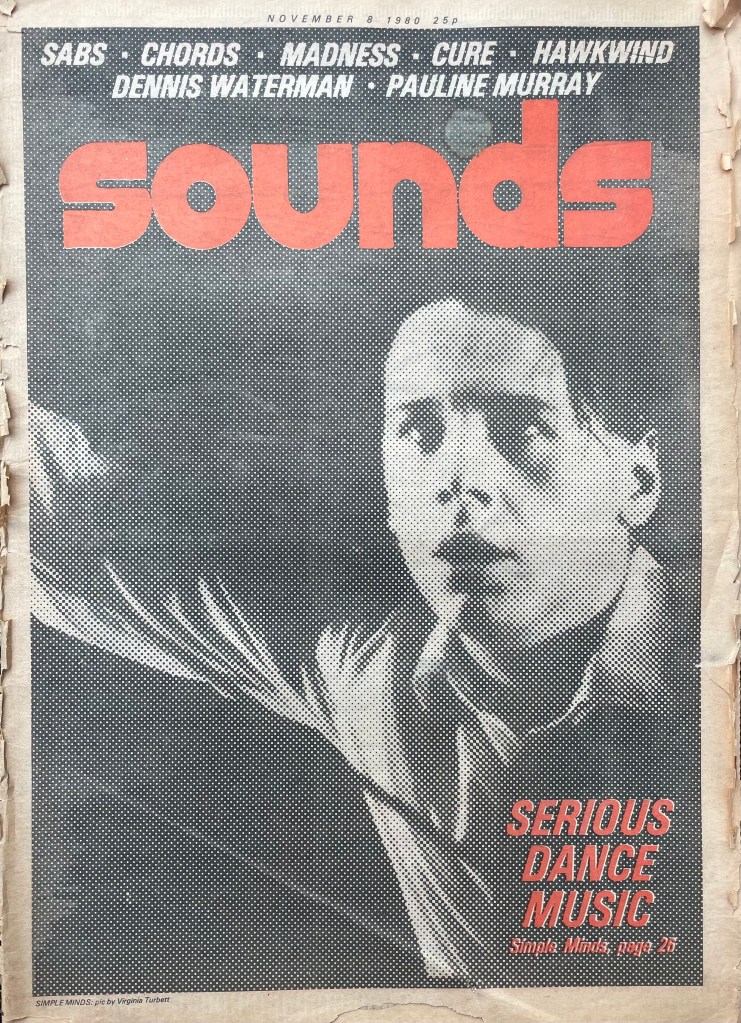 NOVEMBER 8 1980 25p
SABS · CHORDS · MADNESS · CURE · HAWKWIND
DENNIS WATERMAN · PAULINE MURRAY
sounds
SERIOUS
DANCE
MUSIC
Simple Minds, page 26
SIMPLE MINDS: pic by Virginia Turbett